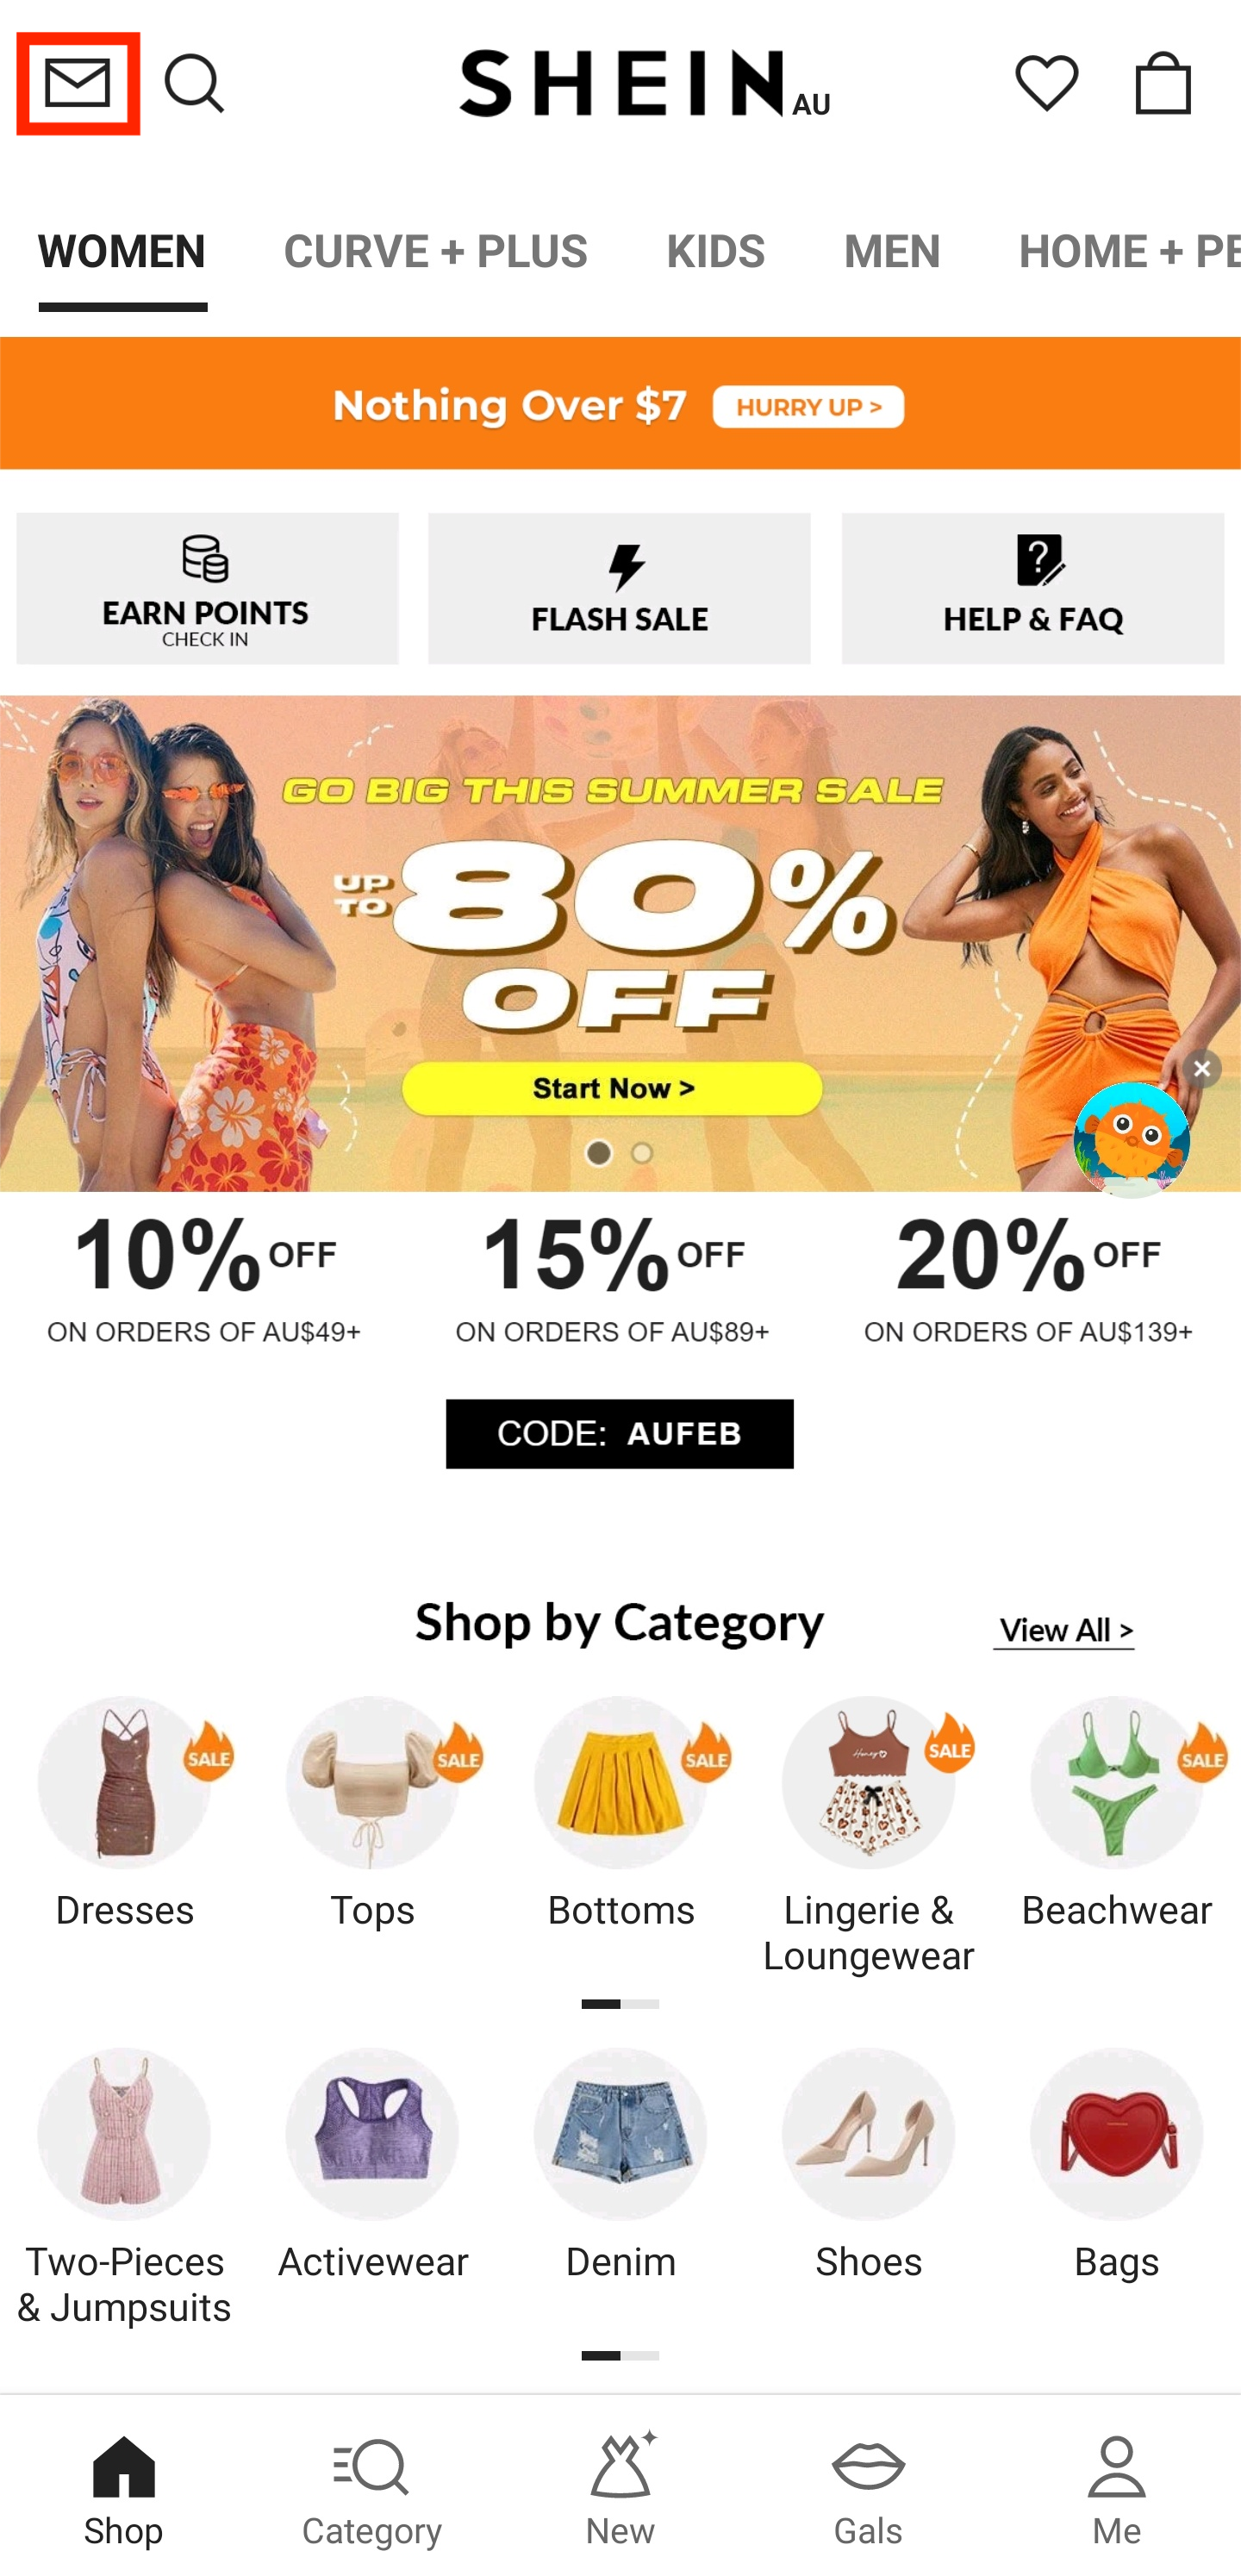 SHEIN AU
WOMEN CURVE + PLUS KIDS MEN HOME + PE
Nothing Over $7 HURRY UP >
EARN POINTS
CHECK IN
FLASH SALE
HELP & FAQ
GO BIG THIS SUMMER SALE
UP TO 80%
OFF
Start Now >
10% OFF
ON ORDERS OF AU$49+
15% OFF
ON ORDERS OF AU$89+
20% OFF
ON ORDERS OF AU$139+
CODE: AUFEB
Shop by Category
View All >
SALE SALE SALE SALE SALE
Honey
Dresses
Tops
Bottoms
Lingerie &
Loungewear
Beachwear
Two-Pieces
& Jumpsuits
Activewear
Denim
Shoes
Bags
Shop Category New Gals Me